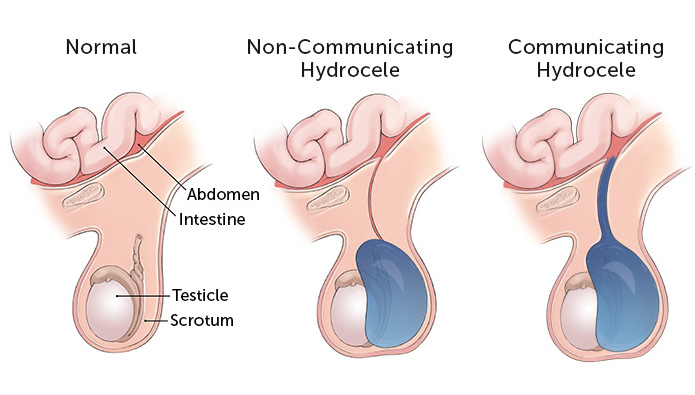 Normal
Non-Communicating
Hydrocele
Communicating
Hydrocele
Abdomen
Intestine
Testicle
Scrotum